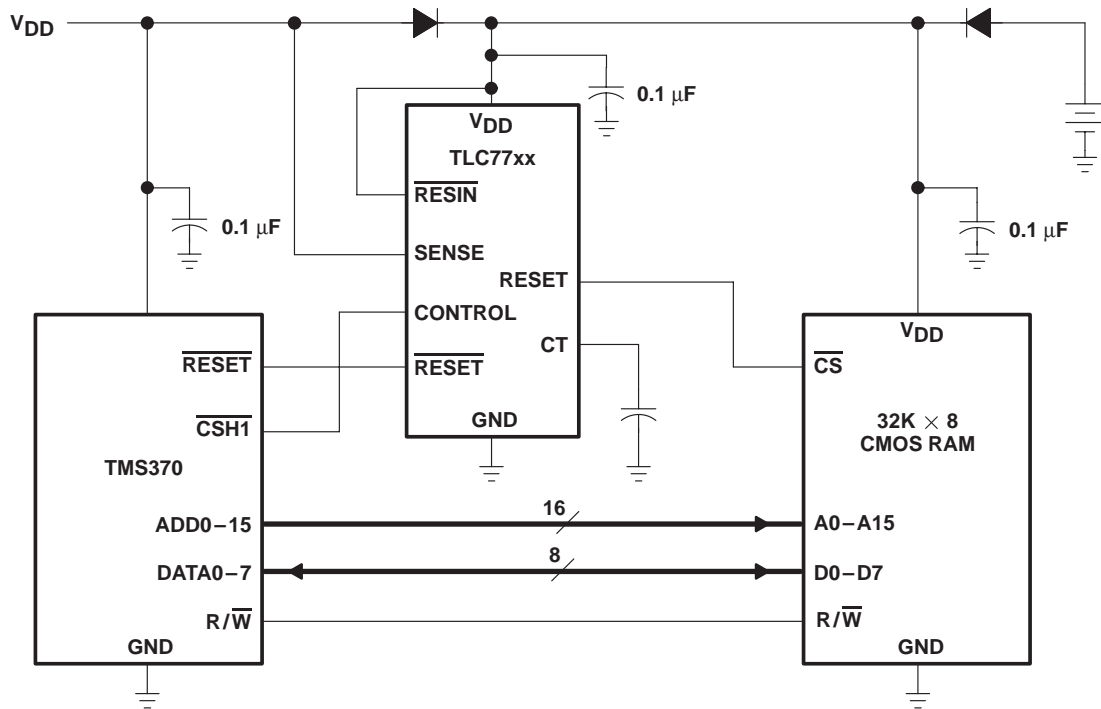 VDD
0.1 μF
VDD
TLC77xx
RESIN
0.1 μF
0.1 μF
SENSE
RESET
CONTROL
VDD
CT
RESET
RESET
CS
CSH1
GND
32K × 8
CMOS RAM
TMS370
16
ADD0–15
A0–A15
8
DATA0–7
D0–D7
R/W
R/W
GND
GND